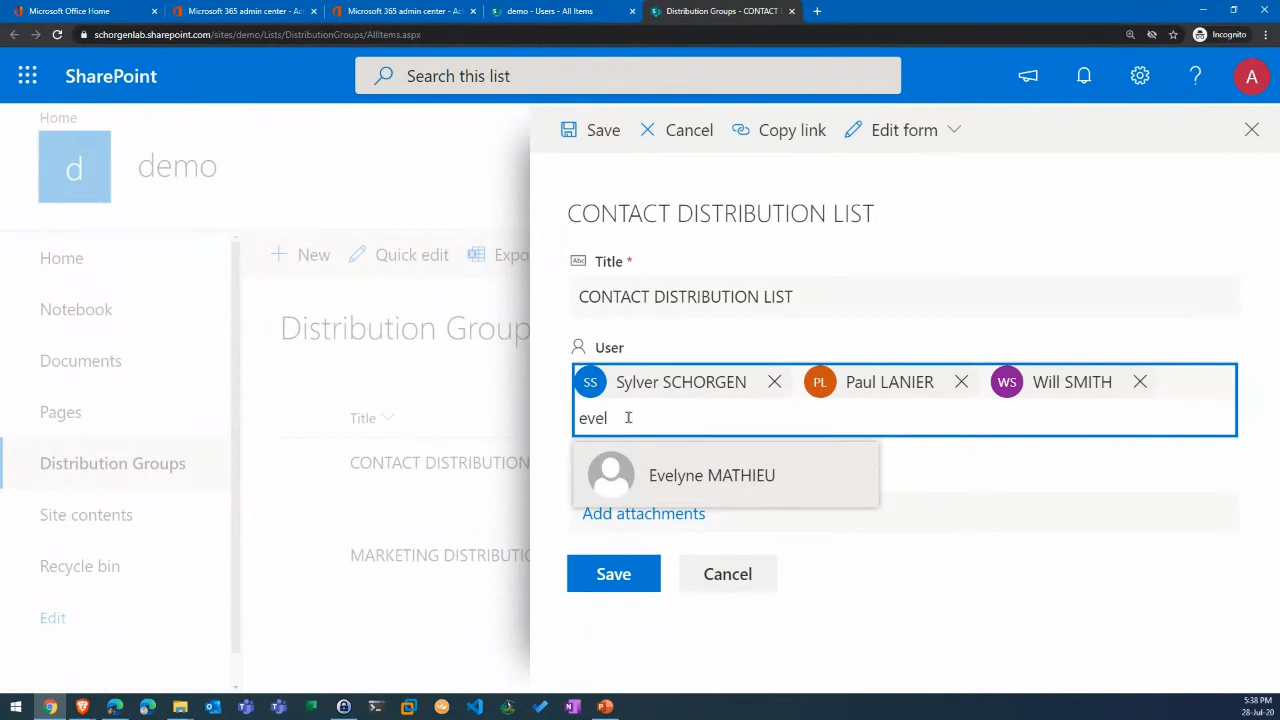 Microsoft Office Home
Microsoft 365 admin center - Ac
Microsoft 365 admin center - Ac
demo - Users - All Items
Distribution Groups - CONTACT
schorgenlab.sharepoint.com/sites/demo/Lists/DistributionGroups/AllItems.aspx
Incognito
SharePoint
Search this list
A
Home
d
demo
Home
Notebook
Documents
Pages
Distribution Groups
Site contents
Recycle bin
Edit
New
Quick edit
Expo
Distribution Group
Title
CONTACT DISTRIBUTION
MARKETING DISTRIBUTIO
Save
Cancel
Copy link
Edit form
CONTACT DISTRIBUTION LIST
Abc Title *
CONTACT DISTRIBUTION LIST
User
SS Sylver SCHORGEN
PL Paul LANIER
WS Will SMITH
evel
Evelyne MATHIEU
Add attachments
Save
Cancel
5:38 PM
28-Jul-20